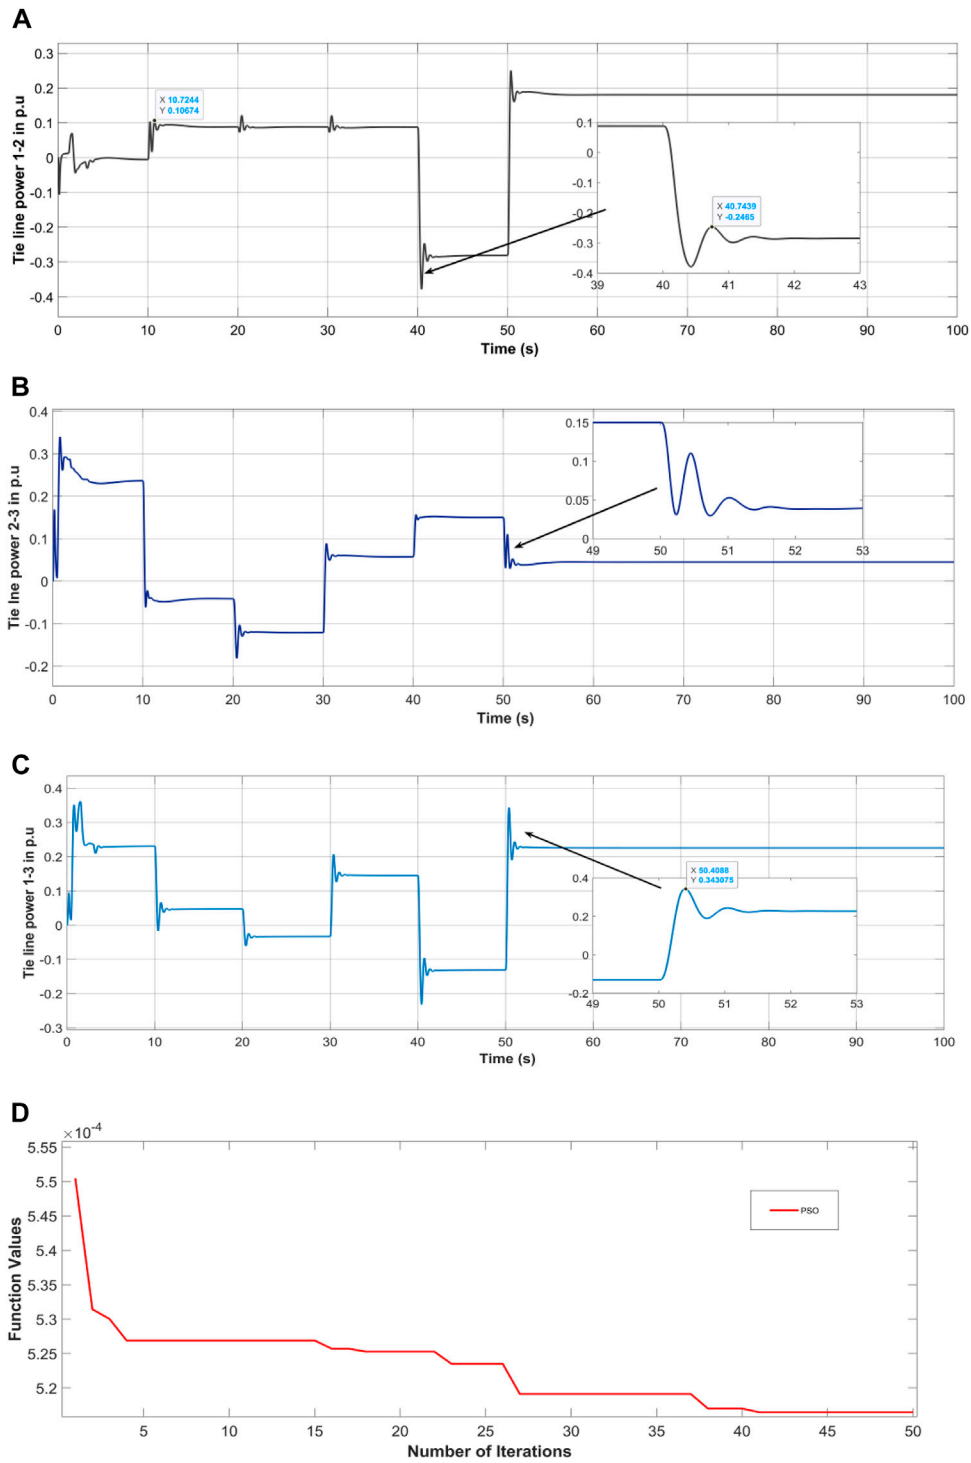 A
Tie line power 1-2 in p.u
0.3
0.2
0.1
0
-0.1
-0.2
-0.3
-0.4
X 10.7244
Y 0.10674
0.1
0
-0.1
-0.2
-0.3
-0.4
X 40.7439
Y -0.2465
39 40 41 42 43
0 10 20 30 40 50 60 70 80 90 100
Time (s)
B
Tie lne power 2-3 in p.u
0.4
0.3
0.2
0.1
0
-0.1
-0.2
0.15
0.1
0.05
0
49 50 51 52 53
0 10 20 30 40 50 60 70 80 90 100
Time (s)
C
Tie line power 1-3 in p.u
0.4
0.3
0.2
0.1
0
-0.1
-0.2
-0.3
X 50.4088
Y 0.343075
0.4
0.2
0
-0.2
49 50 51 52 53
0 10 20 30 40 50 60 70 80 90 100
Time (s)
D
×10-4
Function Values
5.55
5.5
5.45
5.4
5.35
5.3
5.25
5.2
PSO
5 10 15 20 25 30 35 40 45 50
Number of Iterations